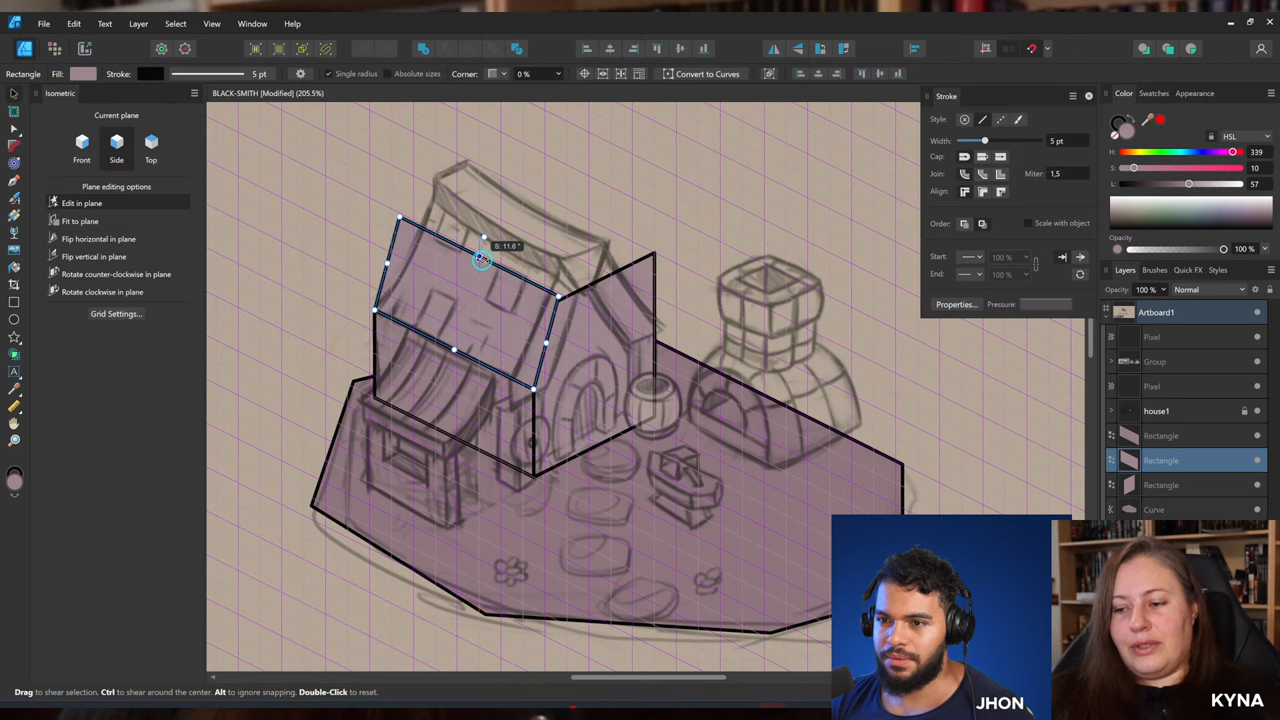 File Edit Text Layer Select View Window Help
Rectangle Fill: Stroke: 5 pt Single radius Absolute sizes Corner: 0 % Convert to Curves
Isometric
BLACK-SMITH [Modified] (205.5%)
Current plane
Front Side Top
Plane editing options
Edit in plane
Fit to plane
Flip horizontal in plane
Flip vertical in plane
Rotate counter-clockwise in plane
Rotate clockwise in plane
Grid Settings...
S: 11.6 °
Stroke
Style:
Width: 5 pt
Cap:
Join: Miter: 1,5
Align:
Order: Scale with object
Start: 100 %
End: 100 %
Properties... Pressure:
Color Swatches Appearance
HSL
H: 339
S: 10
L: 57
Opacity 100 %
Layers Brushes Quick FX Styles
Opacity: 100 % Normal
Artboard1
Pixel
Group
Pixel
house1
Rectangle
Rectangle
Rectangle
Curve
Drag to shear selection. Ctrl to shear around the center. Alt to ignore snapping. Double-Click to reset.
JHON
KYNA